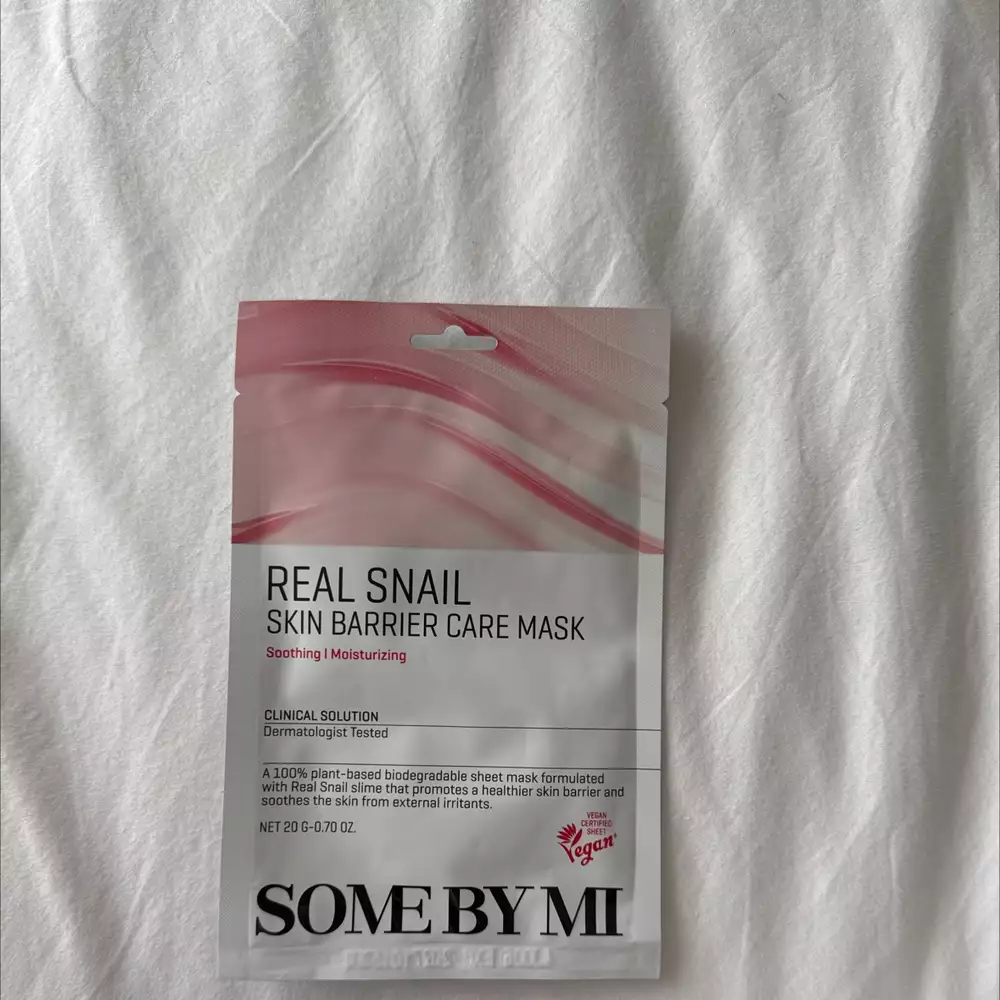 REAL SNAIL
SKIN BARRIER CARE MASK
Soothing | Moisturizing
CLINICAL SOLUTION
Dermatologist Tested
A 100% plant-based biodegradable sheet mask formulated
with Real Snail slime that promotes a healthier skin barrier and
soothes the skin from external irritants.
NET 20 G-0.70 OZ.
VEGAN
CERTIFIED
SHEET
Vegan
SOME BY MI